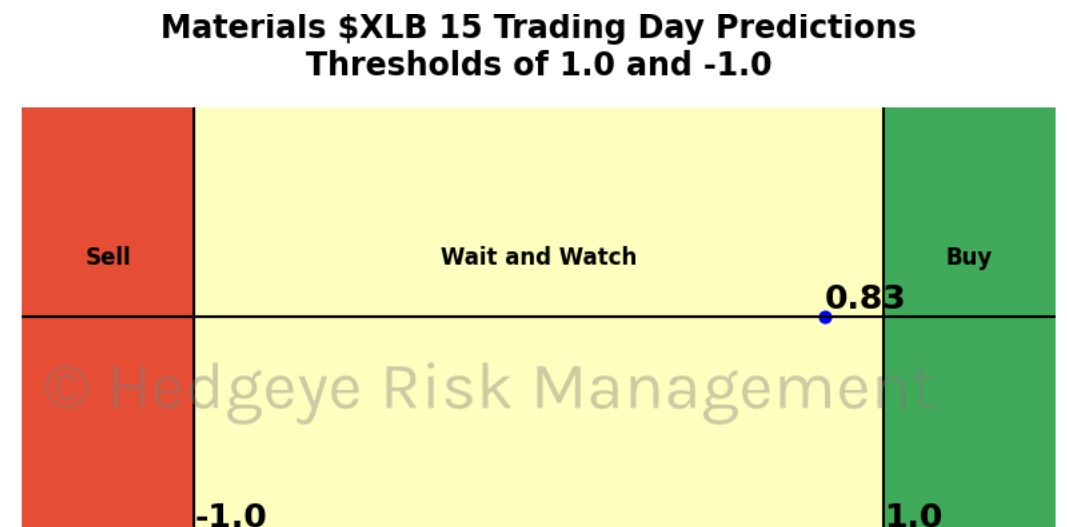 Materials $XLB 15 Trading Day Predictions
Thresholds of 1.0 and -1.0
Sell
Wait and Watch
Buy
0.83
© Hedgeye Risk Management
-1.0
1.0